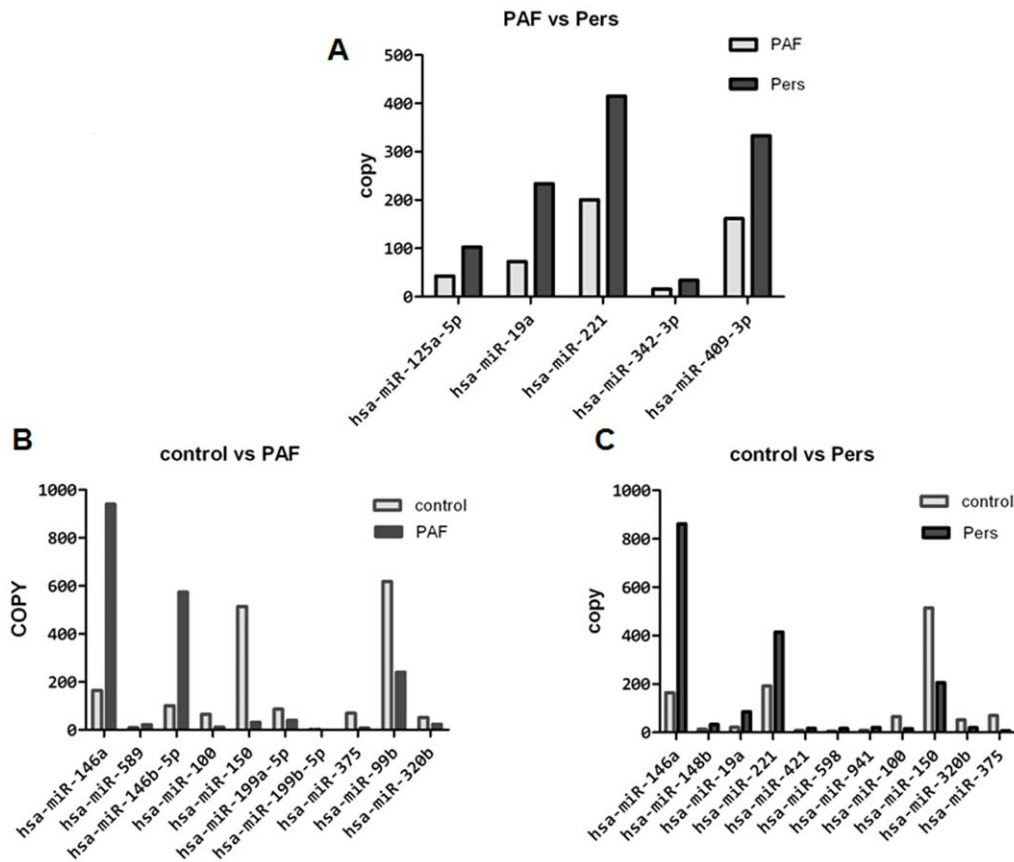 PAF vs Pers
A
PAF
Pers
500
400
300
200
100
0
copy
hsa-miR-125a-5p
hsa-miR-19a
hsa-miR-221
hsa-miR-342-3p
hsa-miR-409-3p
B
control vs PAF
control
PAF
1000
800
600
400
200
0
COPY
hsa-miR-146a
hsa-miR-589
hsa-miR-146b-5p
hsa-miR-100
hsa-miR-150
hsa-miR-199a-5p
hsa-miR-199b-5p
hsa-miR-375
hsa-miR-99b
hsa-miR-320b
C
control vs Pers
control
Pers
1000
800
600
400
200
0
copy
hsa-miR-146a
hsa-miR-148b
hsa-miR-19a
hsa-miR-221
hsa-miR-421
hsa-miR-598
hsa-miR-941
hsa-miR-100
hsa-miR-150
hsa-miR-320b
hsa-miR-375